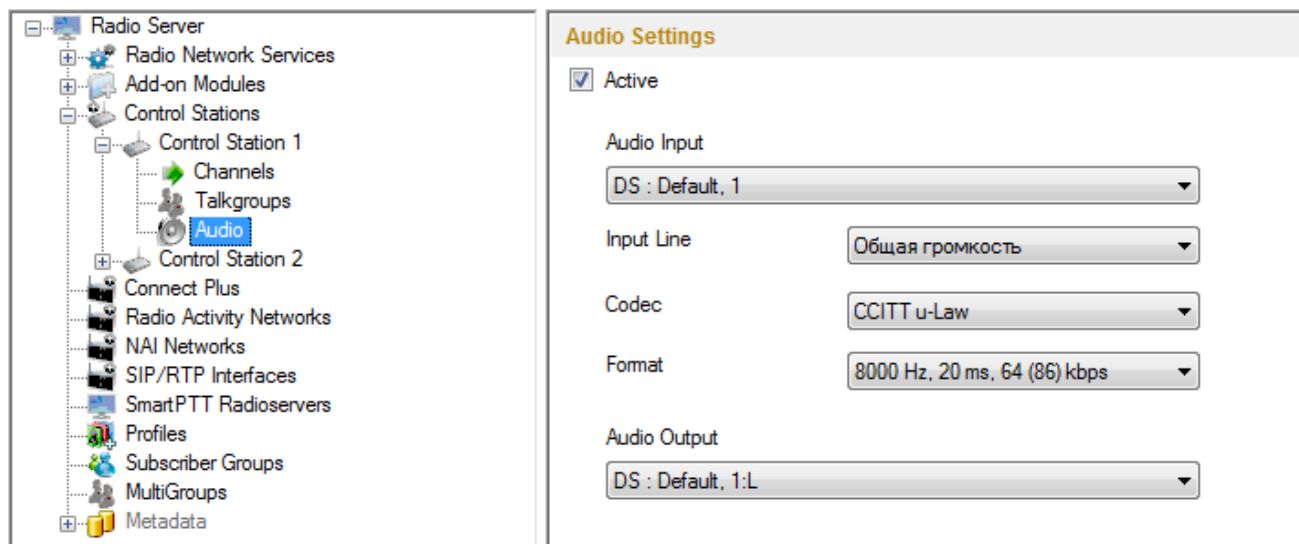 Radio Server
Radio Network Services
Add-on Modules
Control Stations
Control Station 1
Channels
Talkgroups
Audio
Control Station 2
Connect Plus
Radio Activity Networks
NAI Networks
SIP/RTP Interfaces
SmartPTT Radioservers
Profiles
Subscriber Groups
MultiGroups
Metadata
Audio Settings
Active
Audio Input
DS : Default, 1
Input Line Общая громкость
Codec CCITT u-Law
Format 8000 Hz, 20 ms, 64 (86) kbps
Audio Output
DS : Default, 1:L